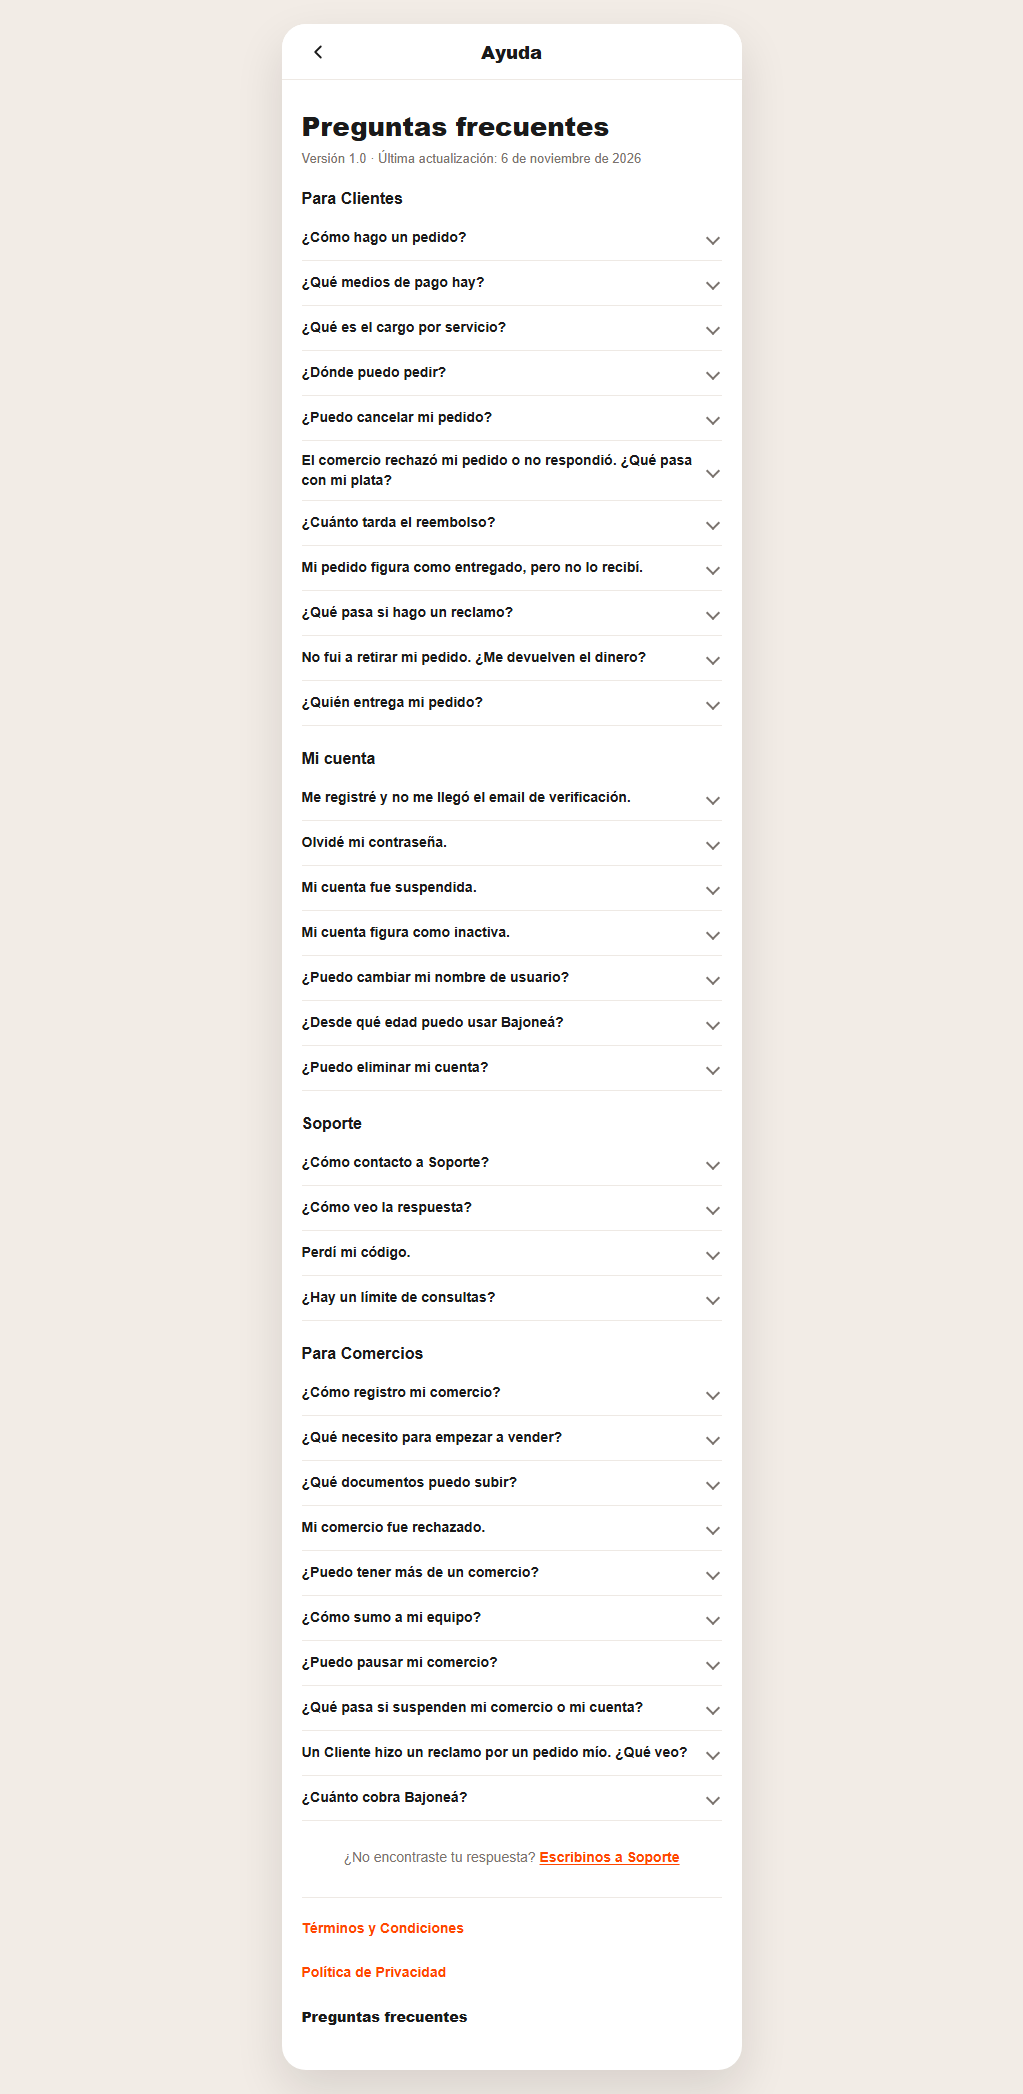 Ayuda
Preguntas frecuentes
Versión 1.0 · Última actualización: 6 de noviembre de 2026
Para Clientes
¿Cómo hago un pedido?
¿Qué medios de pago hay?
¿Qué es el cargo por servicio?
¿Dónde puedo pedir?
¿Puedo cancelar mi pedido?
El comercio rechazó mi pedido o no respondió. ¿Qué pasa
con mi plata?
¿Cuánto tarda el reembolso?
Mi pedido figura como entregado, pero no lo recibí.
¿Qué pasa si hago un reclamo?
No fui a retirar mi pedido. ¿Me devuelven el dinero?
¿Quién entrega mi pedido?
Mi cuenta
Me registré y no me llegó el email de verificación.
Olvidé mi contraseña.
Mi cuenta fue suspendida.
Mi cuenta figura como inactiva.
¿Puedo cambiar mi nombre de usuario?
¿Desde qué edad puedo usar Bajoneá?
¿Puedo eliminar mi cuenta?
Soporte
¿Cómo contacto a Soporte?
¿Cómo veo la respuesta?
Perdí mi código.
¿Hay un límite de consultas?
Para Comercios
¿Cómo registro mi comercio?
¿Qué necesito para empezar a vender?
¿Qué documentos puedo subir?
Mi comercio fue rechazado.
¿Puedo tener más de un comercio?
¿Cómo sumo a mi equipo?
¿Puedo pausar mi comercio?
¿Qué pasa si suspenden mi comercio o mi cuenta?
Un Cliente hizo un reclamo por un pedido mío. ¿Qué veo?
¿Cuánto cobra Bajoneá?
¿No encontraste tu respuesta? Escribinos a Soporte
Términos y Condiciones
Política de Privacidad
Preguntas frecuentes